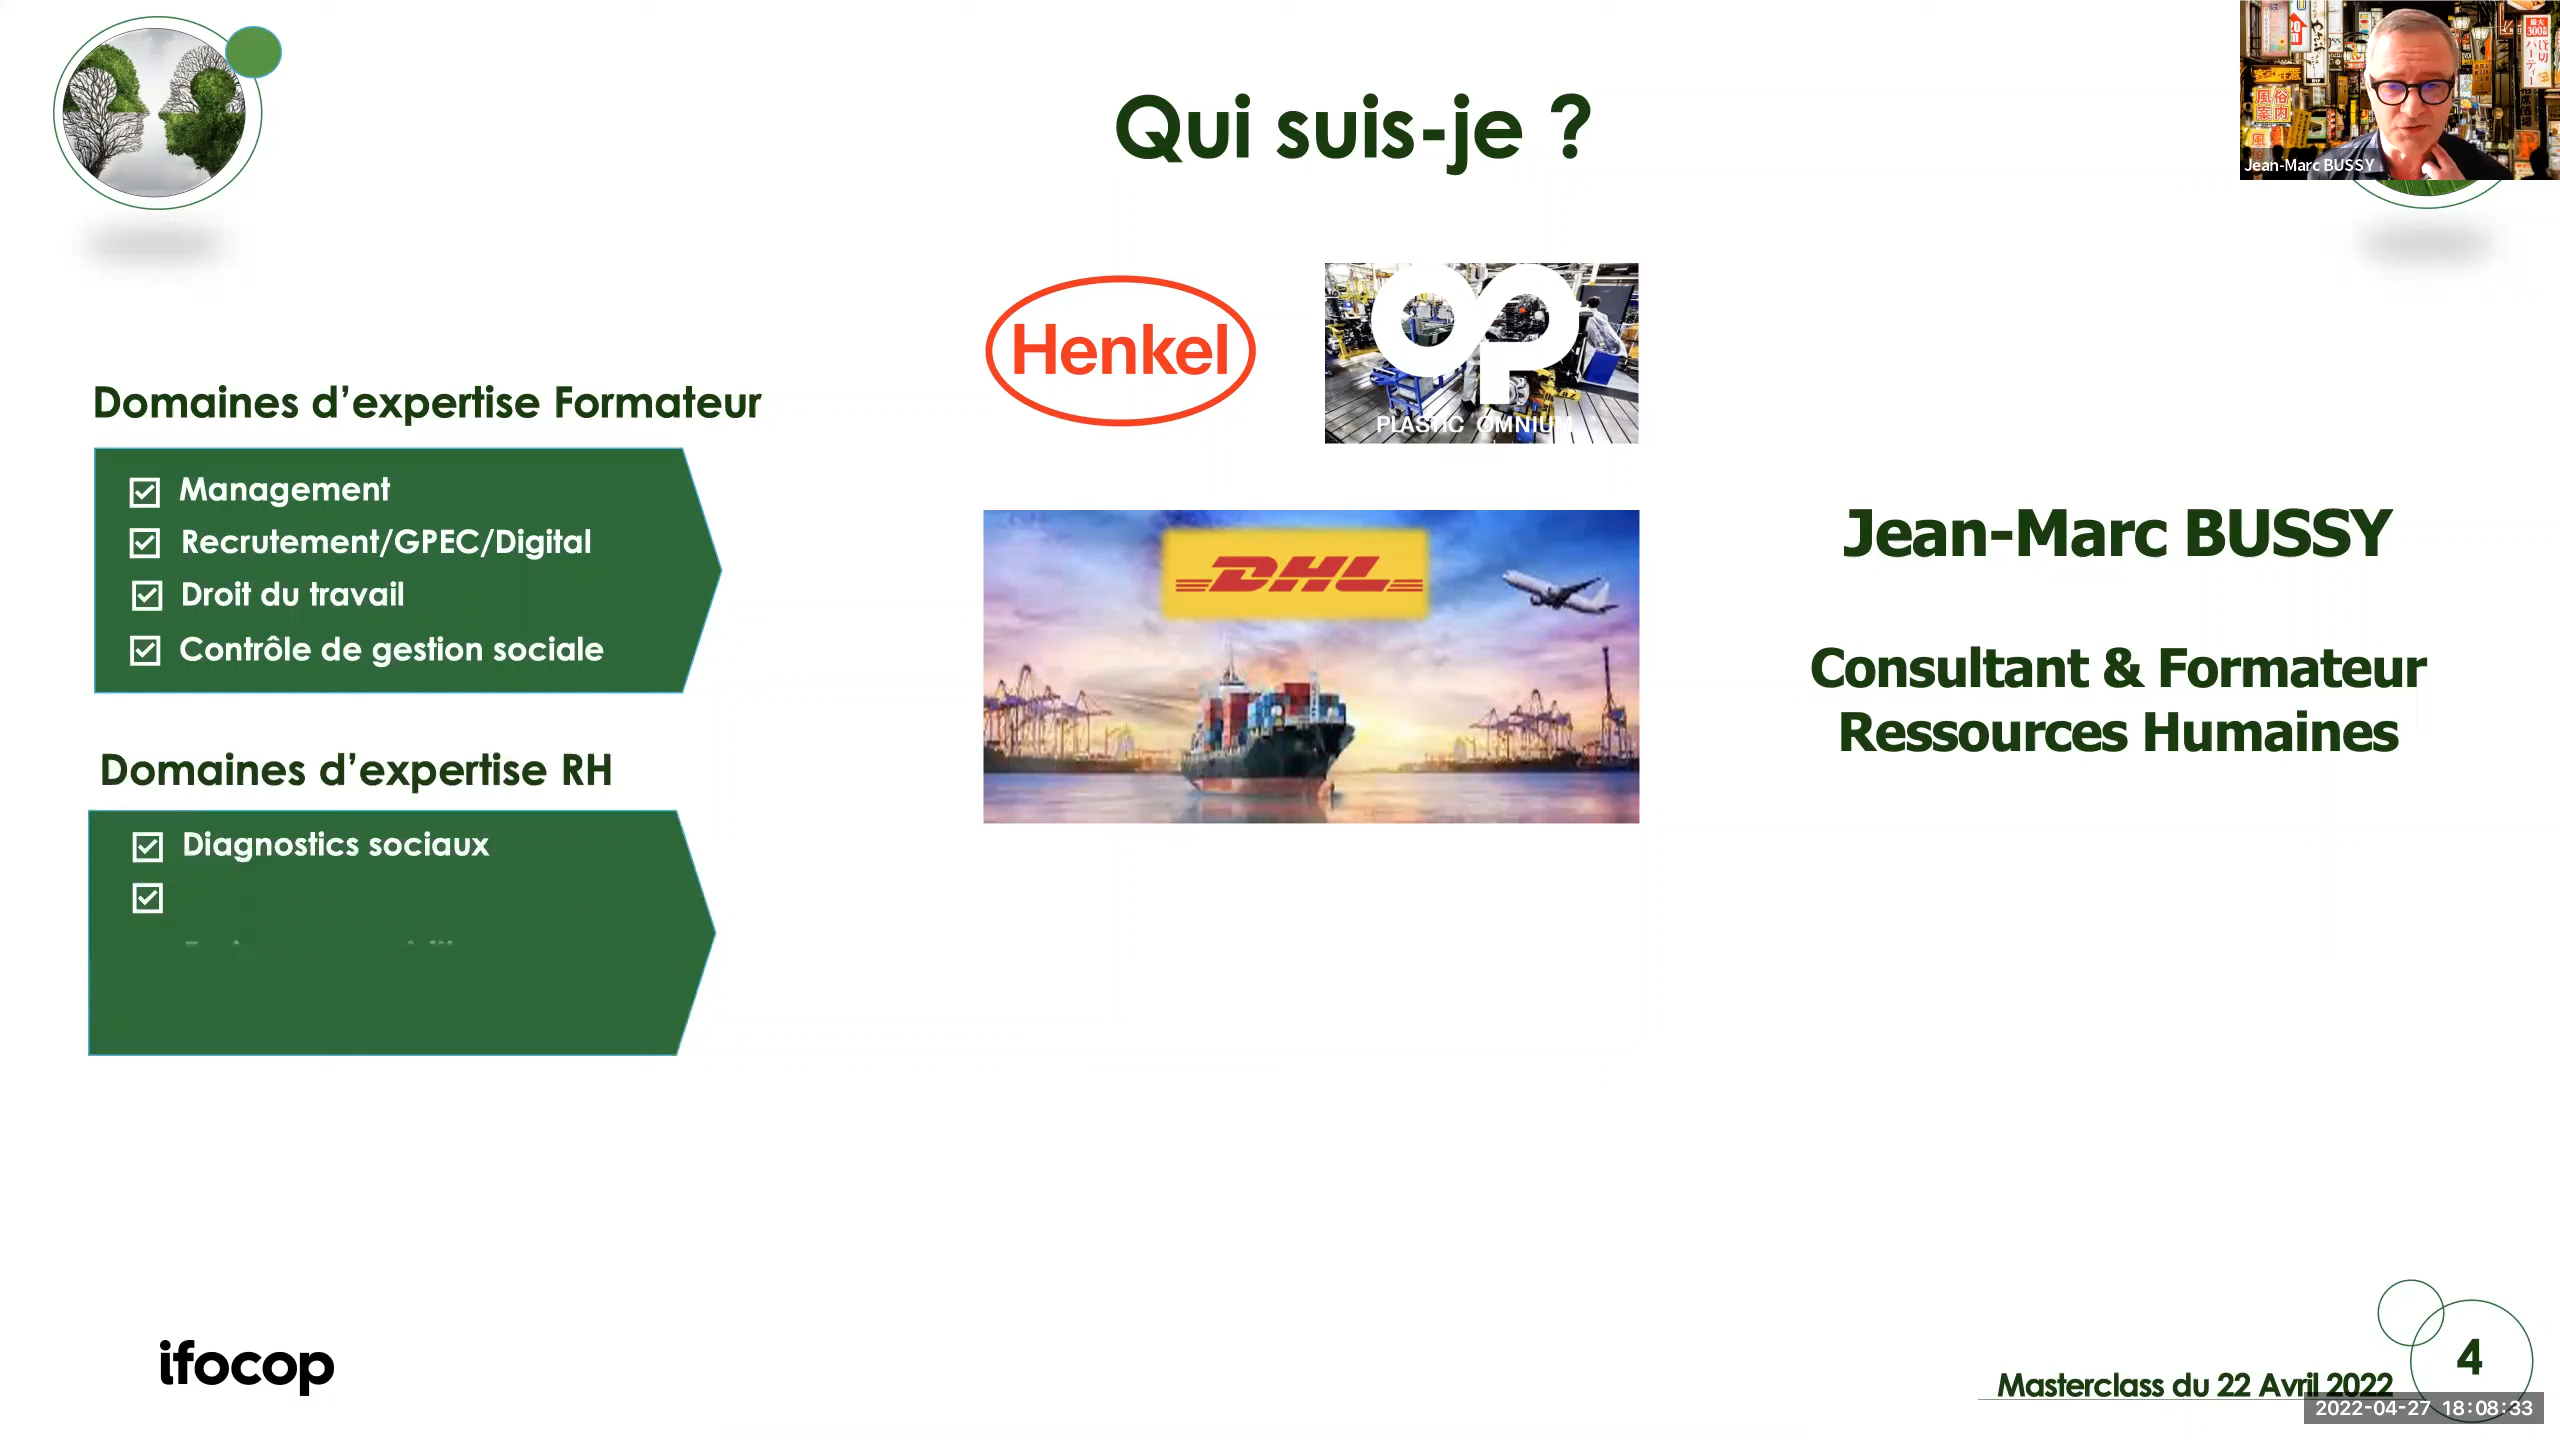 Qui suis-je ?
Jean-Marc BUSSY
Domaines d'expertise Formateur
Management
Recrutement/GPEC/Digital
Droit du travail
Contrôle de gestion sociale
Domaines d'expertise RH
Diagnostics sociaux
Henkel
PLASTIC OMNIUM
DHL
Jean-Marc BUSSY
Consultant & Formateur
Ressources Humaines
ifocop
Masterclass du 22 Avril 2022
4
2022-04-27 18:08:33